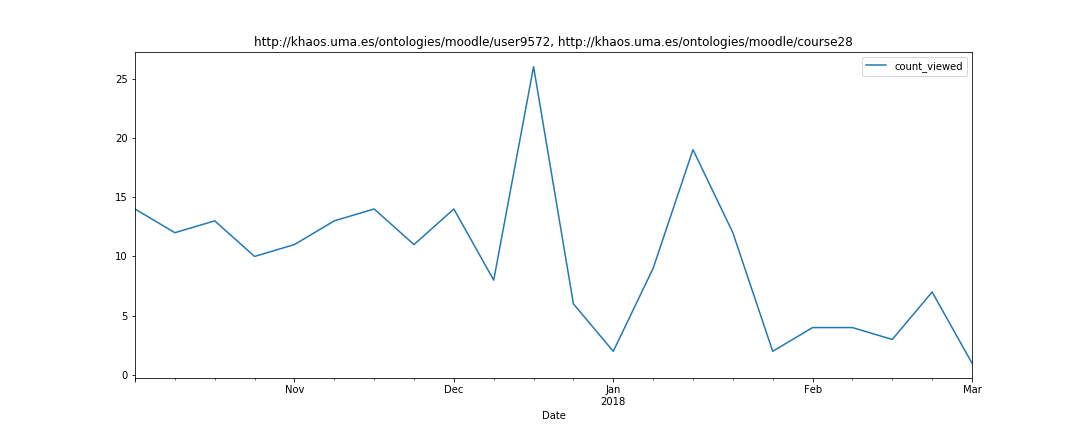 http://khaos.uma.es/ontologies/moodle/user9572, http://khaos.uma.es/ontologies/moodle/course28
count_viewed
25
20
15
10
5
0
Nov Dec Jan Feb Mar
2018
Date